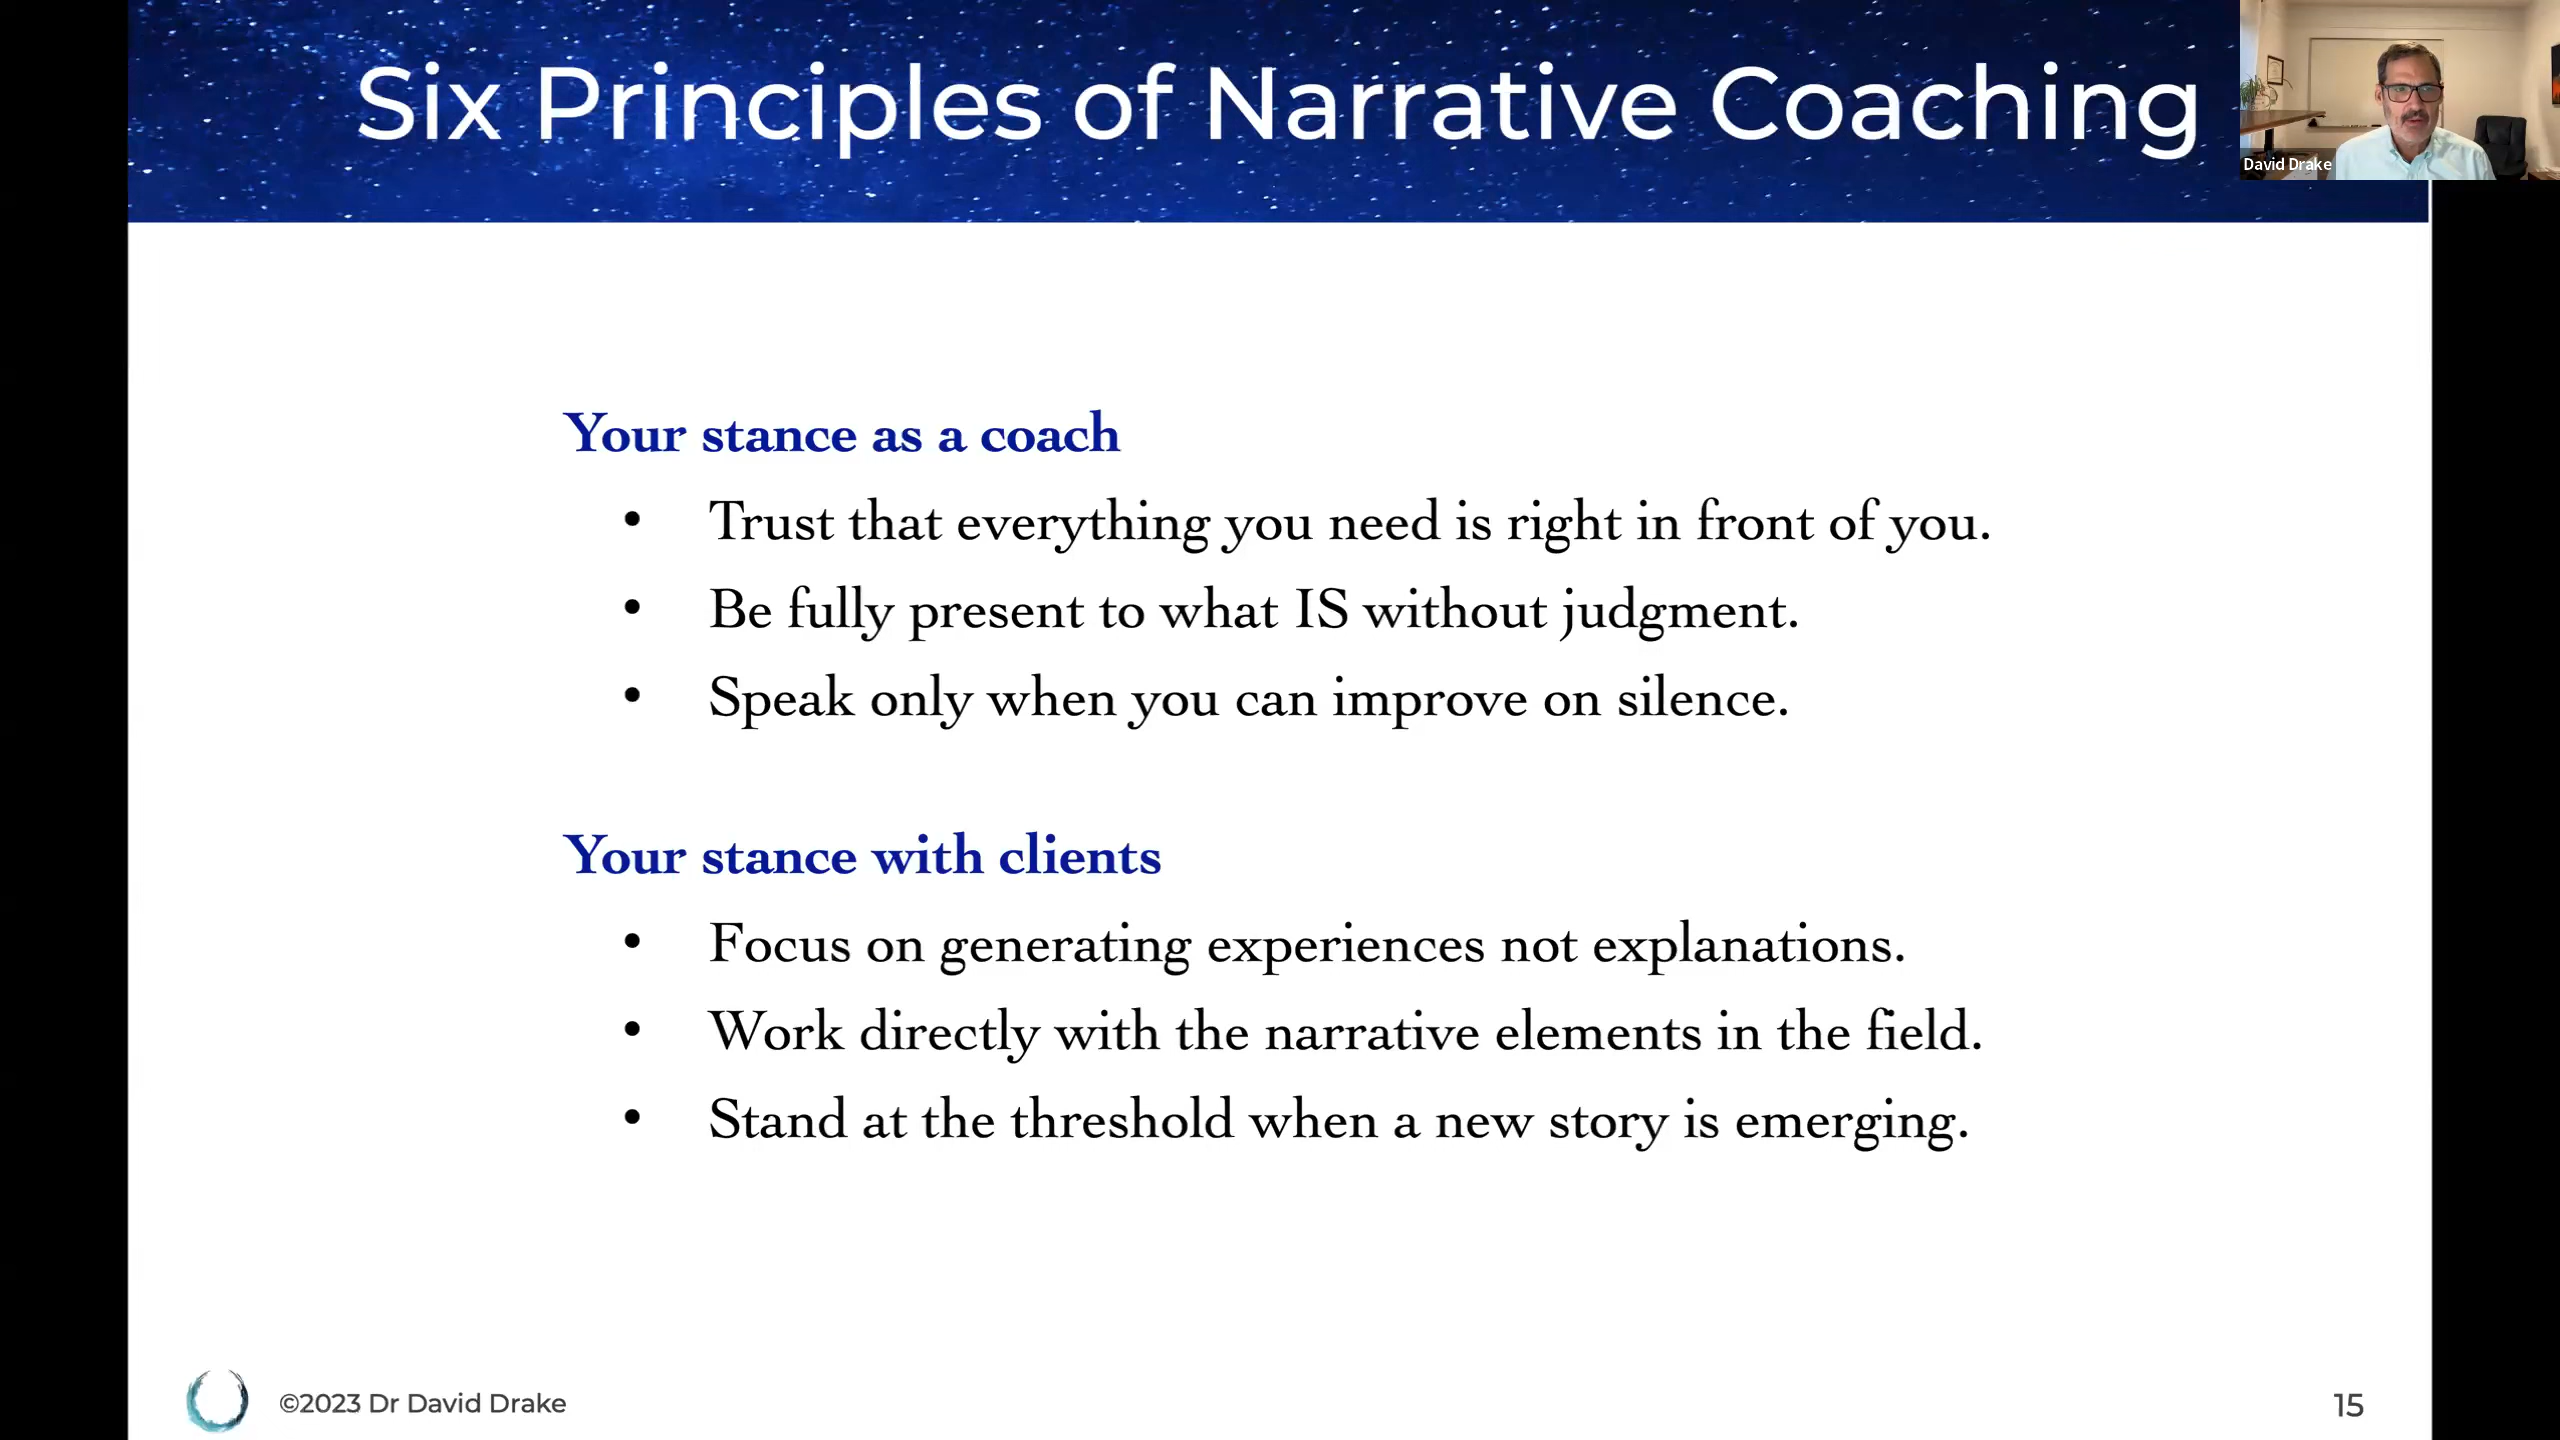 Six Principles of Narrative Coaching
David Drake
Your stance as a coach
• Trust that everything you need is right in front of you.
• Be fully present to what IS without judgment.
• Speak only when you can improve on silence.
Your stance with clients
• Focus on generating experiences not explanations.
• Work directly with the narrative elements in the field.
• Stand at the threshold when a new story is emerging.
©2023 Dr David Drake
15